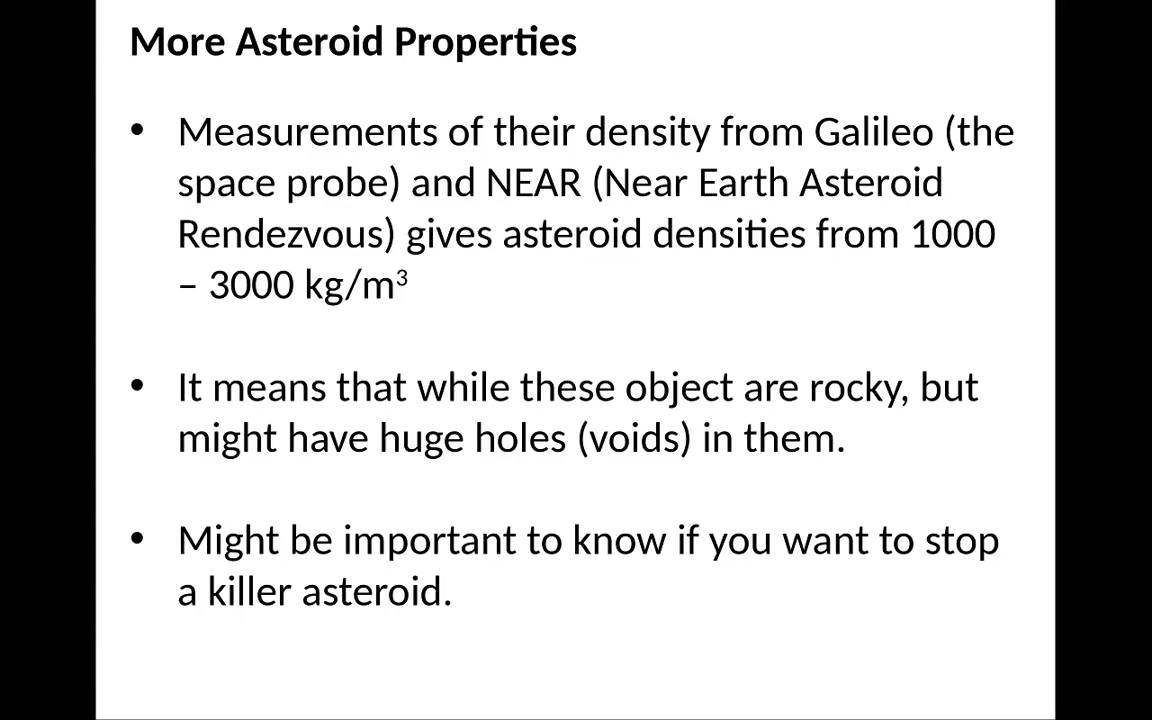 More Asteroid Properties
• Measurements of their density from Galileo (the
space probe) and NEAR (Near Earth Asteroid
Rendezvous) gives asteroid densities from 1000
– 3000 kg/m³
• It means that while these object are rocky, but
might have huge holes (voids) in them.
• Might be important to know if you want to stop
a killer asteroid.